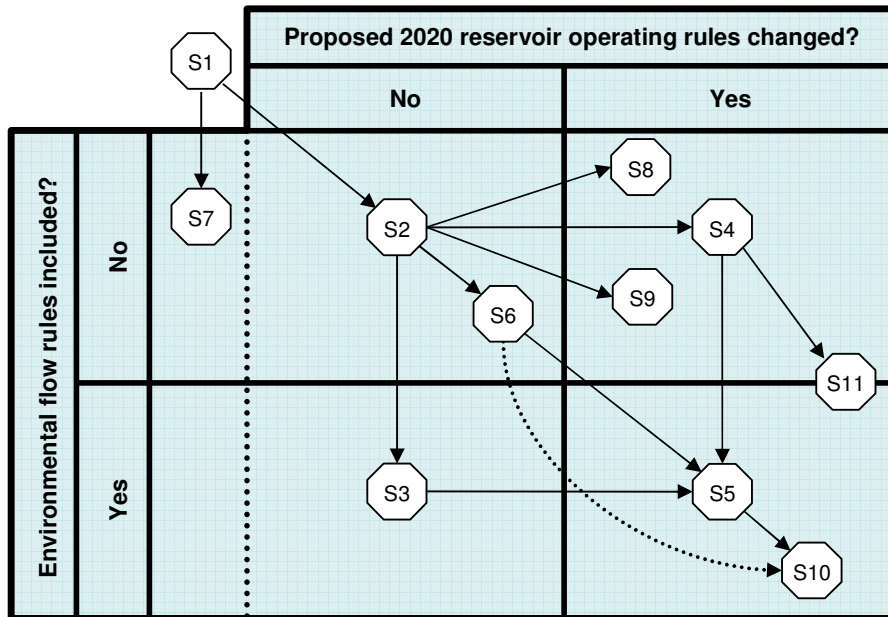 Proposed 2020 reservoir operating rules changed?
S1
No
Yes
Environmental flow rules included?
No
S7
S2
S8
S4
S9
S6
S11
Yes
S3
S5
S10